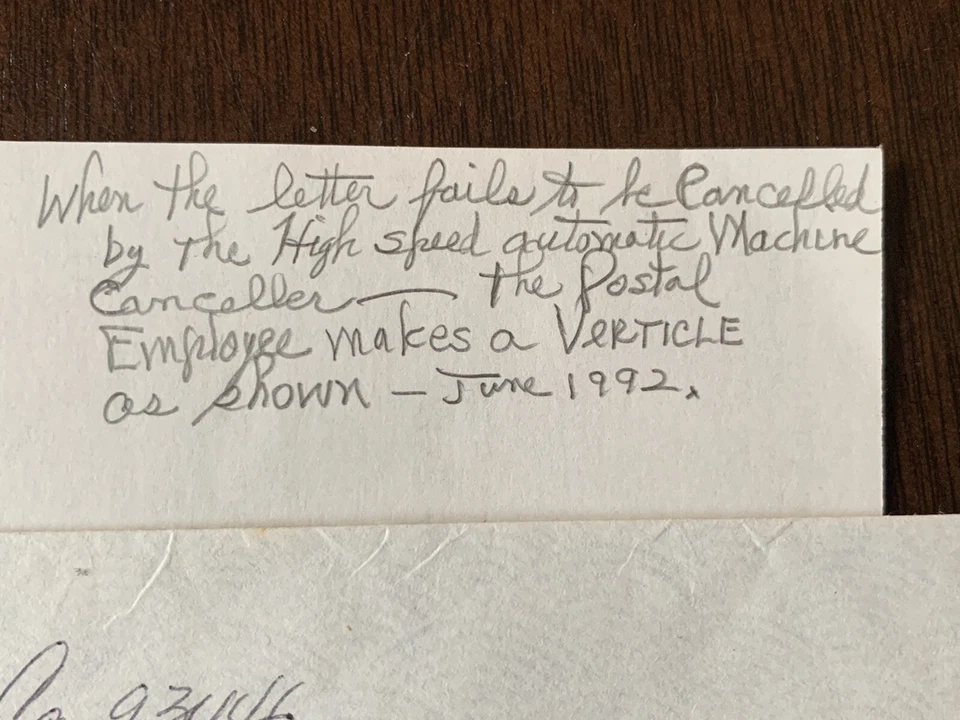 When the letter fails to be Cancelled
by The High speed automatic Machine
Canceller — the Postal
Employee makes a VERTICLE
as shown – June 1992.